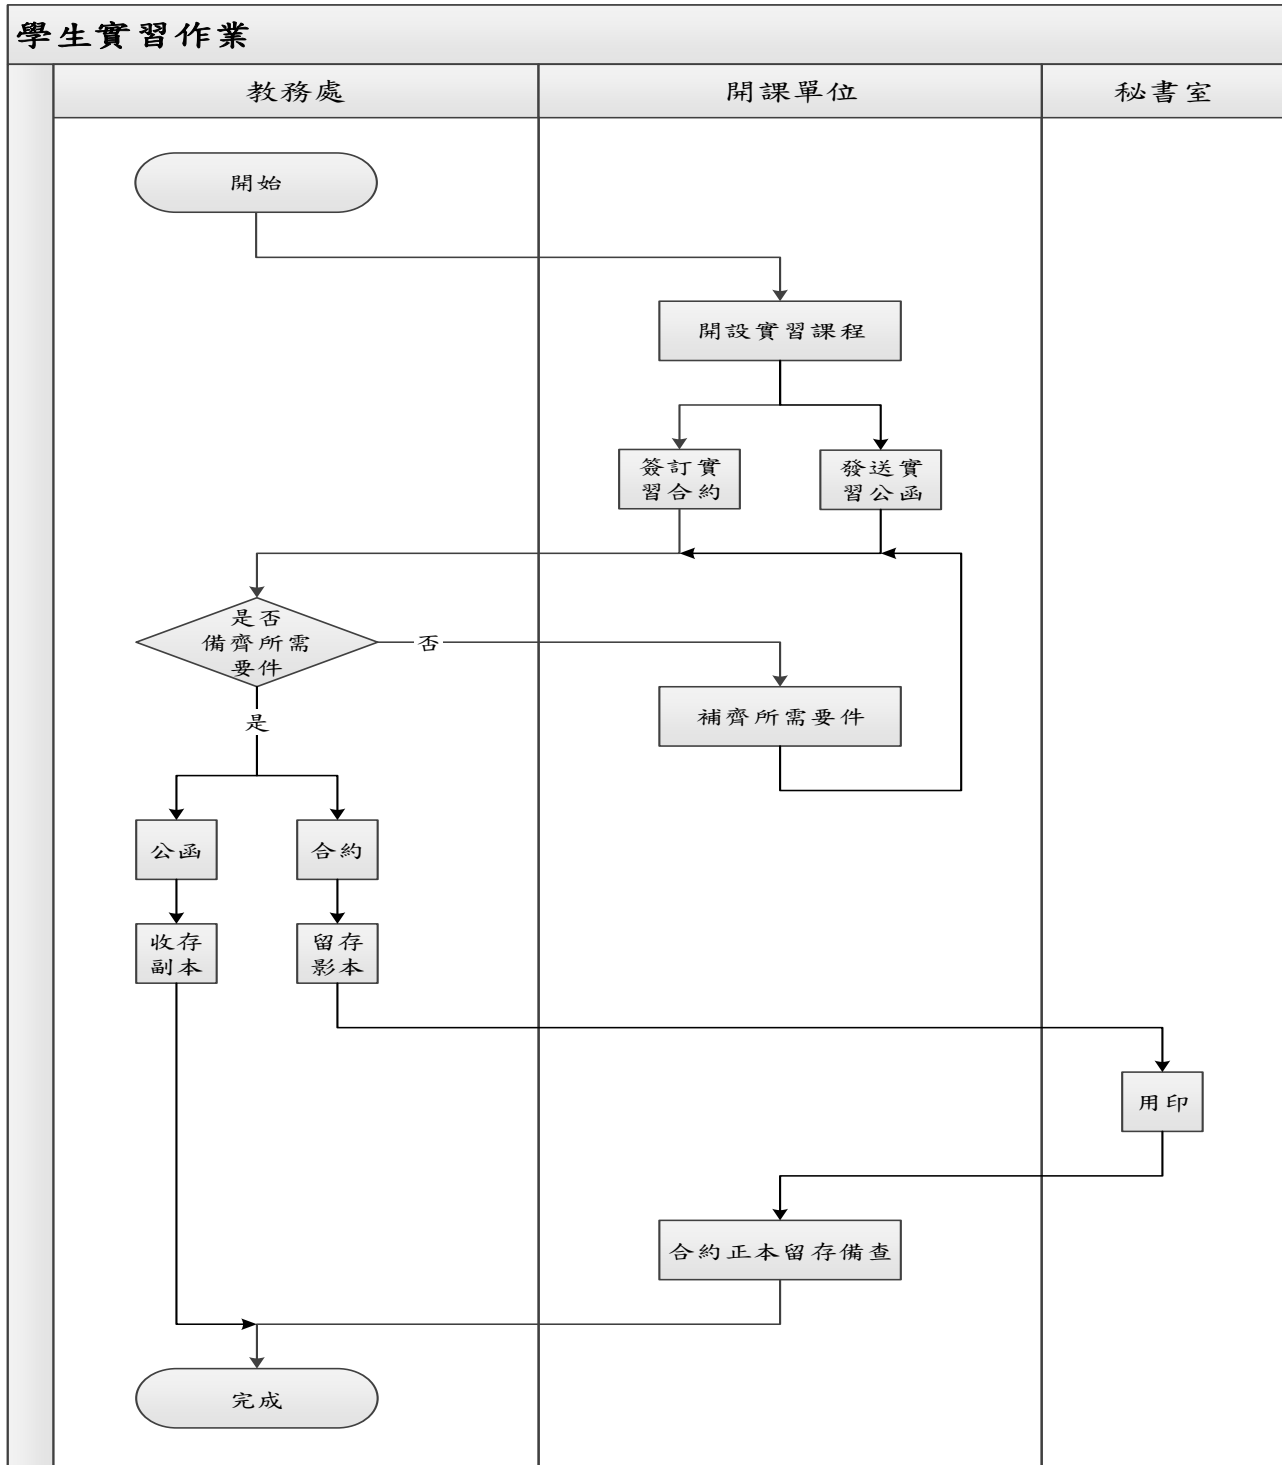 學生實習作業
教務處
開課單位
秘書室
開始
開設實習課程
簽訂實
習合約
發送實
習公函
是否
備齊所需
要件
否
補齊所需要件
是
公函
合約
收存
副本
留存
影本
用印
合約正本留存備查
完成